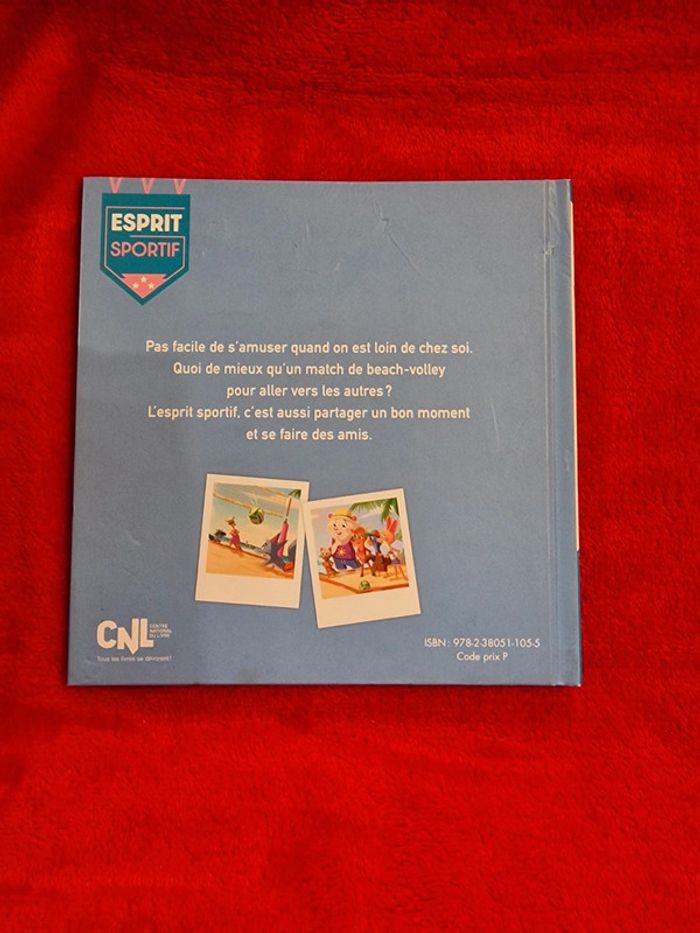 ESPRIT
SPORTIF
Pas facile de s'amuser quand on est loin de chez soi.
Quoi de mieux qu'un match de beach-volley
pour aller vers les autres ?
L'esprit sportif, c'est aussi partager un bon moment
et se faire des amis.
CNL
CENTRE
NATIONAL
DU LIVRE
Tous les livres se dévorent !
ISBN : 978-2-38051-105-5
Code prix P